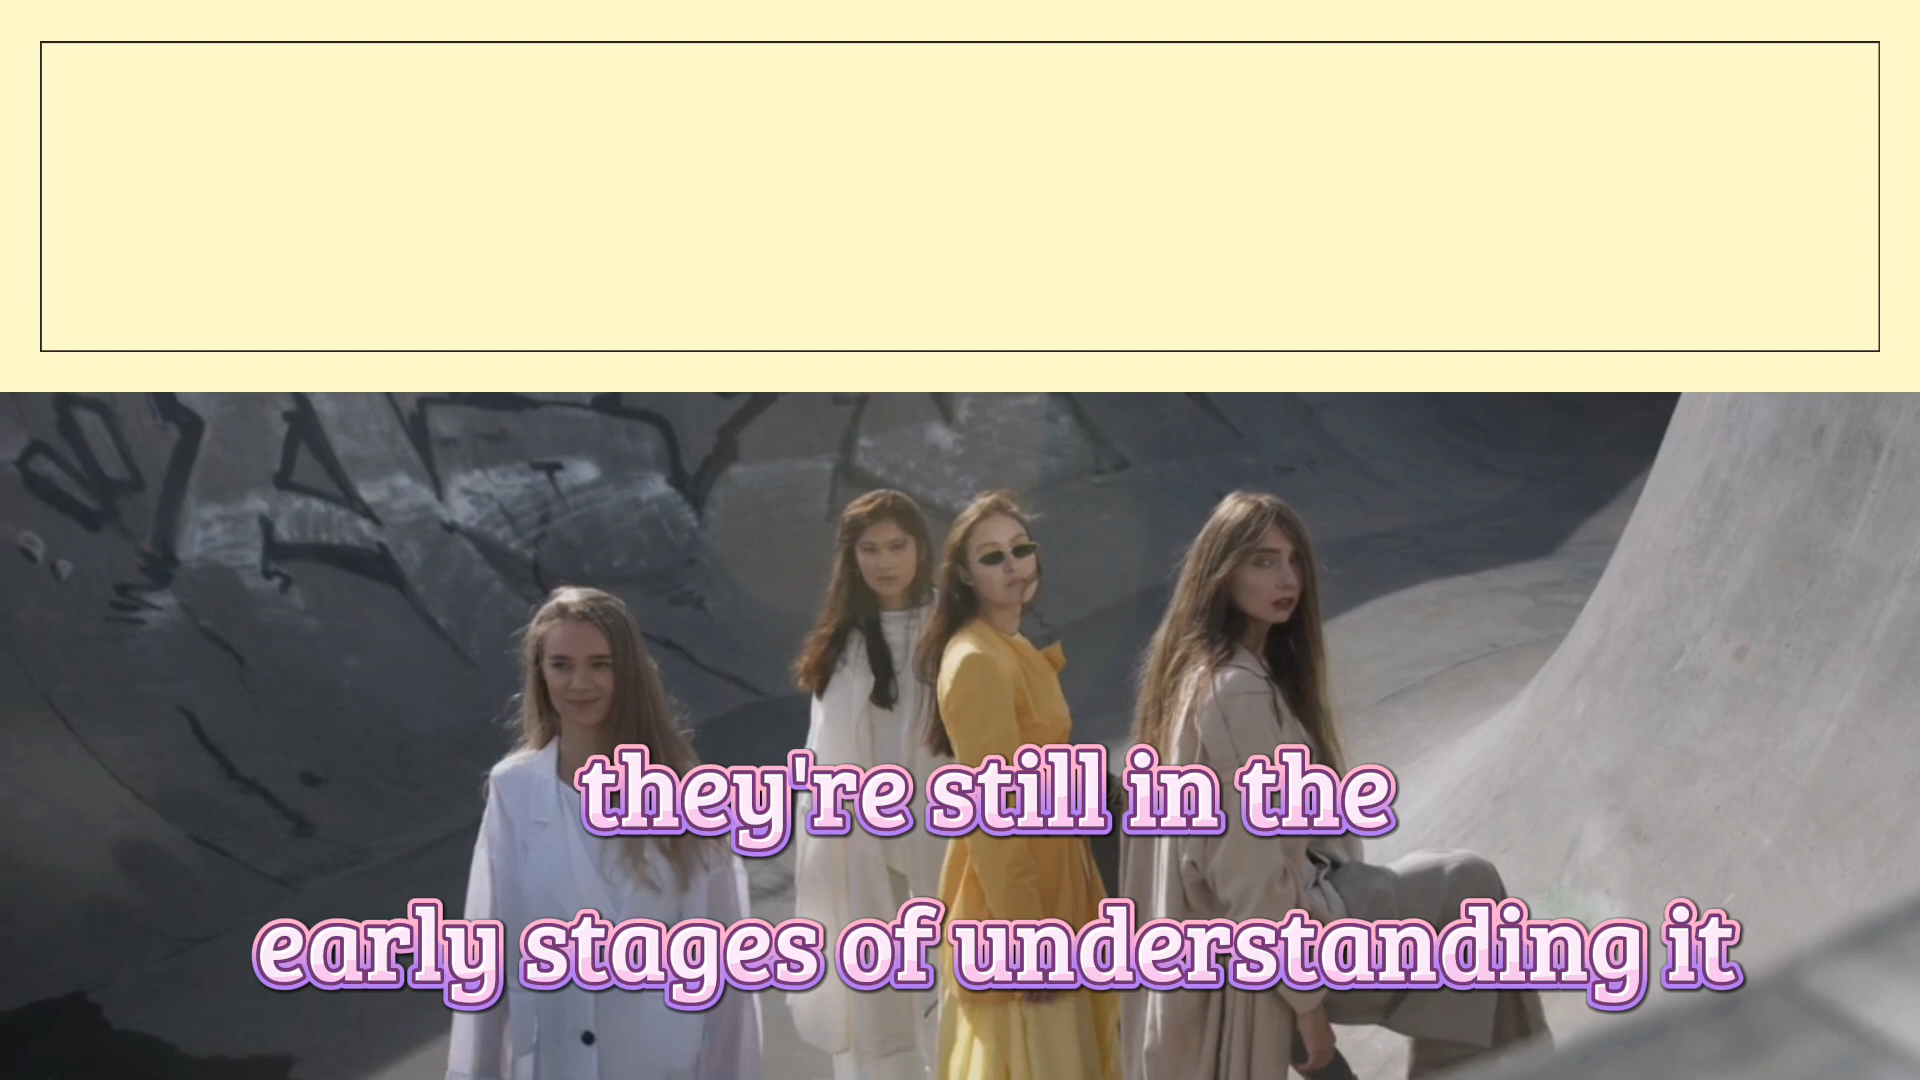 they're still in the
early stages of understanding it